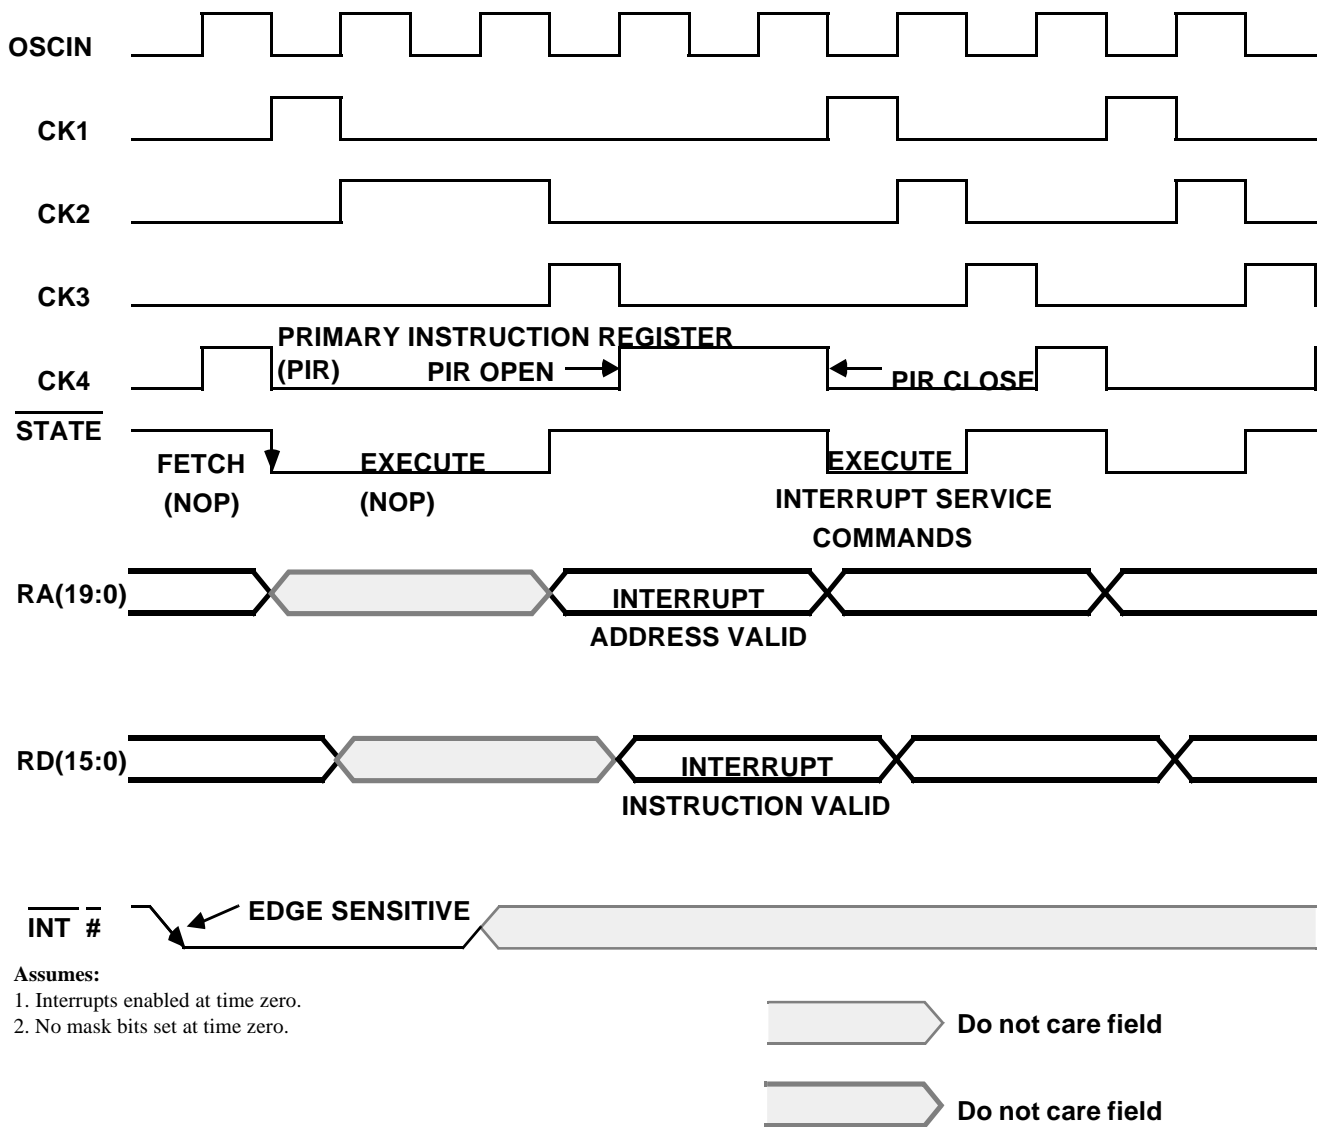 OSCIN
CK1
CK2
CK3
PRIMARY INSTRUCTION REGISTER
(PIR) PIR OPEN
CK4 PIR CLOSE
STATE
FETCH EXECUTE EXECUTE
(NOP) (NOP) INTERRUPT SERVICE
COMMANDS
RA(19:0) INTERRUPT
ADDRESS VALID
RD(15:0) INTERRUPT
INSTRUCTION VALID
INT # EDGE SENSITIVE
Assumes:
1. Interrupts enabled at time zero.
2. No mask bits set at time zero.
Do not care field
Do not care field